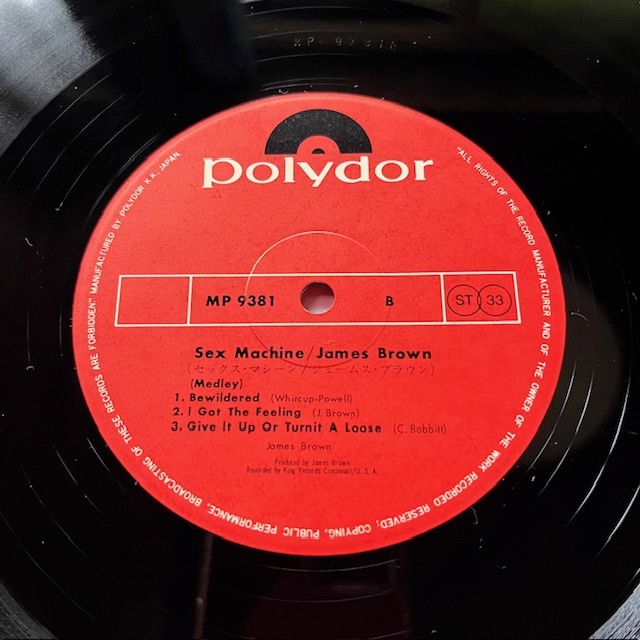 polydor
MP 9381 B ST 33
Sex Machine/James Brown
(セックス・マシーン/ジェームス・ブラウン)
(Medley)
1. Bewildered (Whitcup-Powell)
2. I Got The Feeling (J. Brown)
3. Give It Up Or Turnit A Loose (C. Bobbitt)
James Brown
Produced by James Brown
Recorded by King Records Cincinnati/U. S. A.
"ALL RIGHTS OF THE RECORD MANUFACTURER AND OF THE OWNER OF THE WORK RECORDED RESERVED, COPYING, PUBLIC PERFORMANCE, BROADCASTING OF THESE RECORDS ARE FORBIDDEN" MANUFACTURED BY POLYDOR K.K., JAPAN.